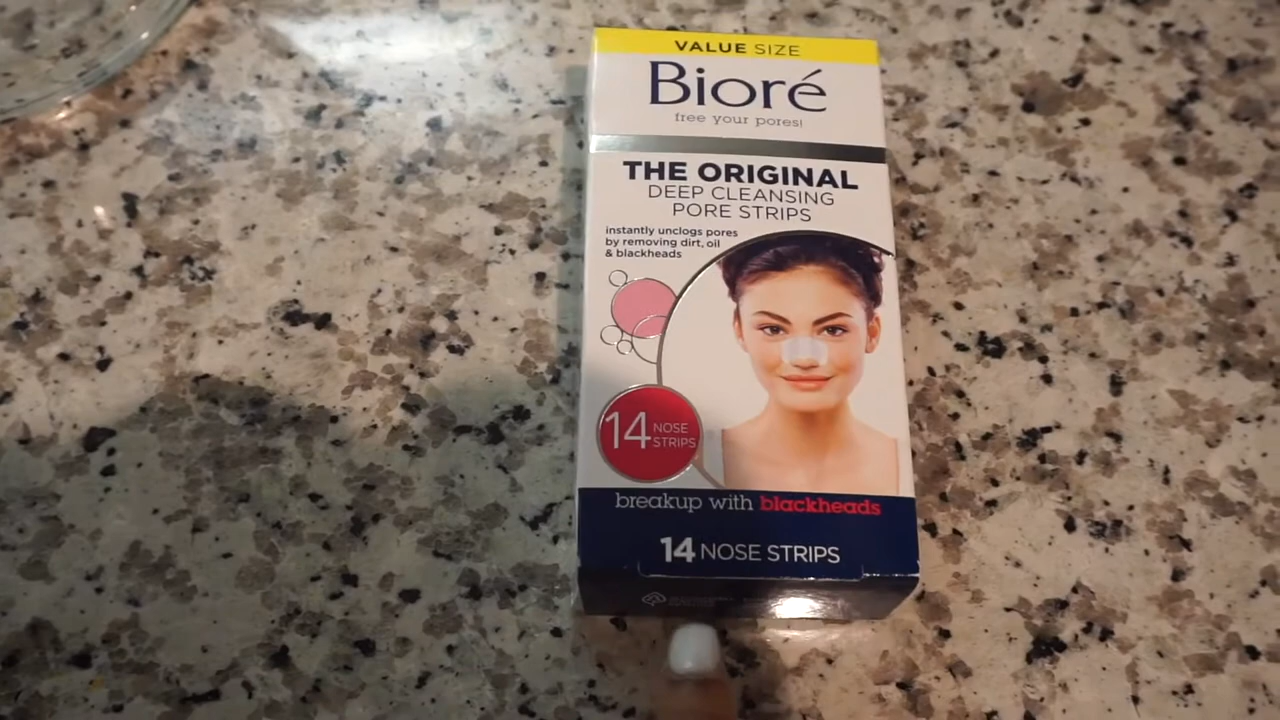 VALUE SIZE
Bioré
free your pores!
THE ORIGINAL
DEEP CLEANSING
PORE STRIPS
instantly unclogs pores
by removing dirt, oil
& blackheads
14 NOSE
STRIPS
breakup with blackheads
14 NOSE STRIPS